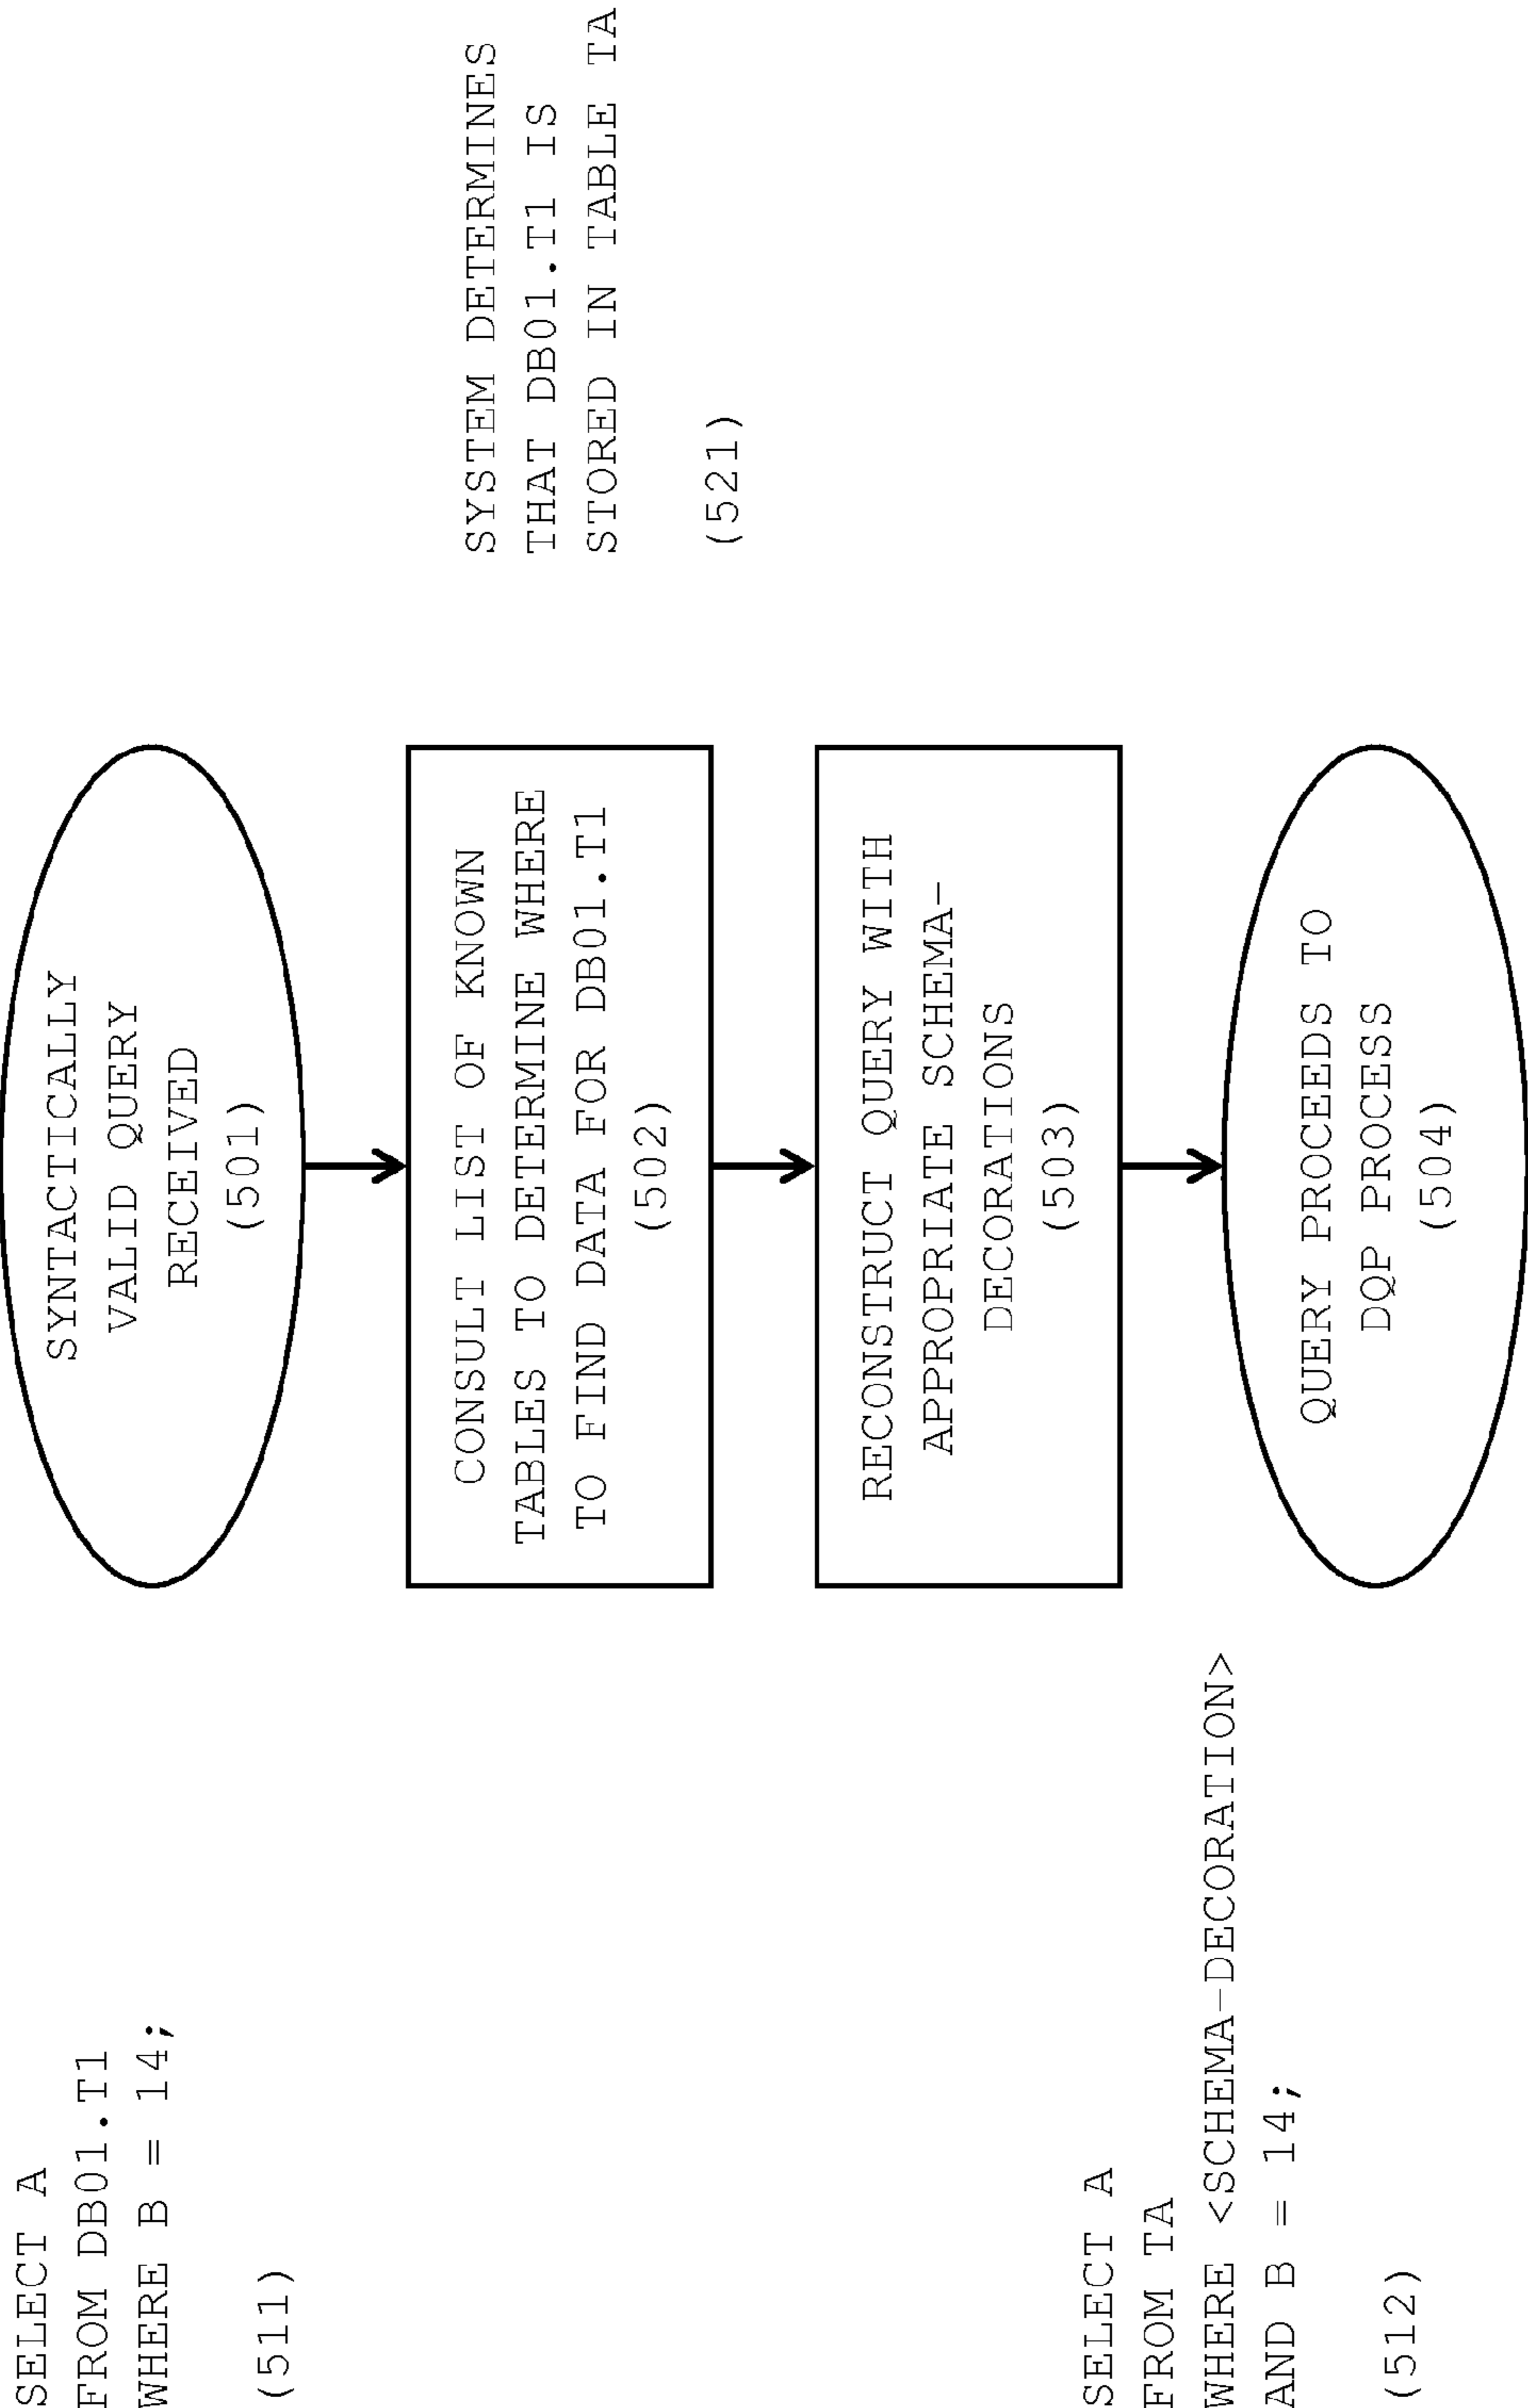 SELECT A
FROM DB01.T1
WHERE B = 14;
(511)
SYNTACTICALLY
VALID QUERY
RECEIVED
(501)
CONSULT LIST OF KNOWN
TABLES TO DETERMINE WHERE
TO FIND DATA FOR DB01.T1
(502)
SYSTEM DETERMINES
THAT DB01.T1 IS
STORED IN TABLE TA
(521)
RECONSTRUCT QUERY WITH
APPROPRIATE SCHEMA-
DECORATIONS
(503)
SELECT A
FROM TA
WHERE <SCHEMA-DECORATION>
AND B = 14;
(512)
QUERY PROCEEDS TO
DQP PROCESS
(504)